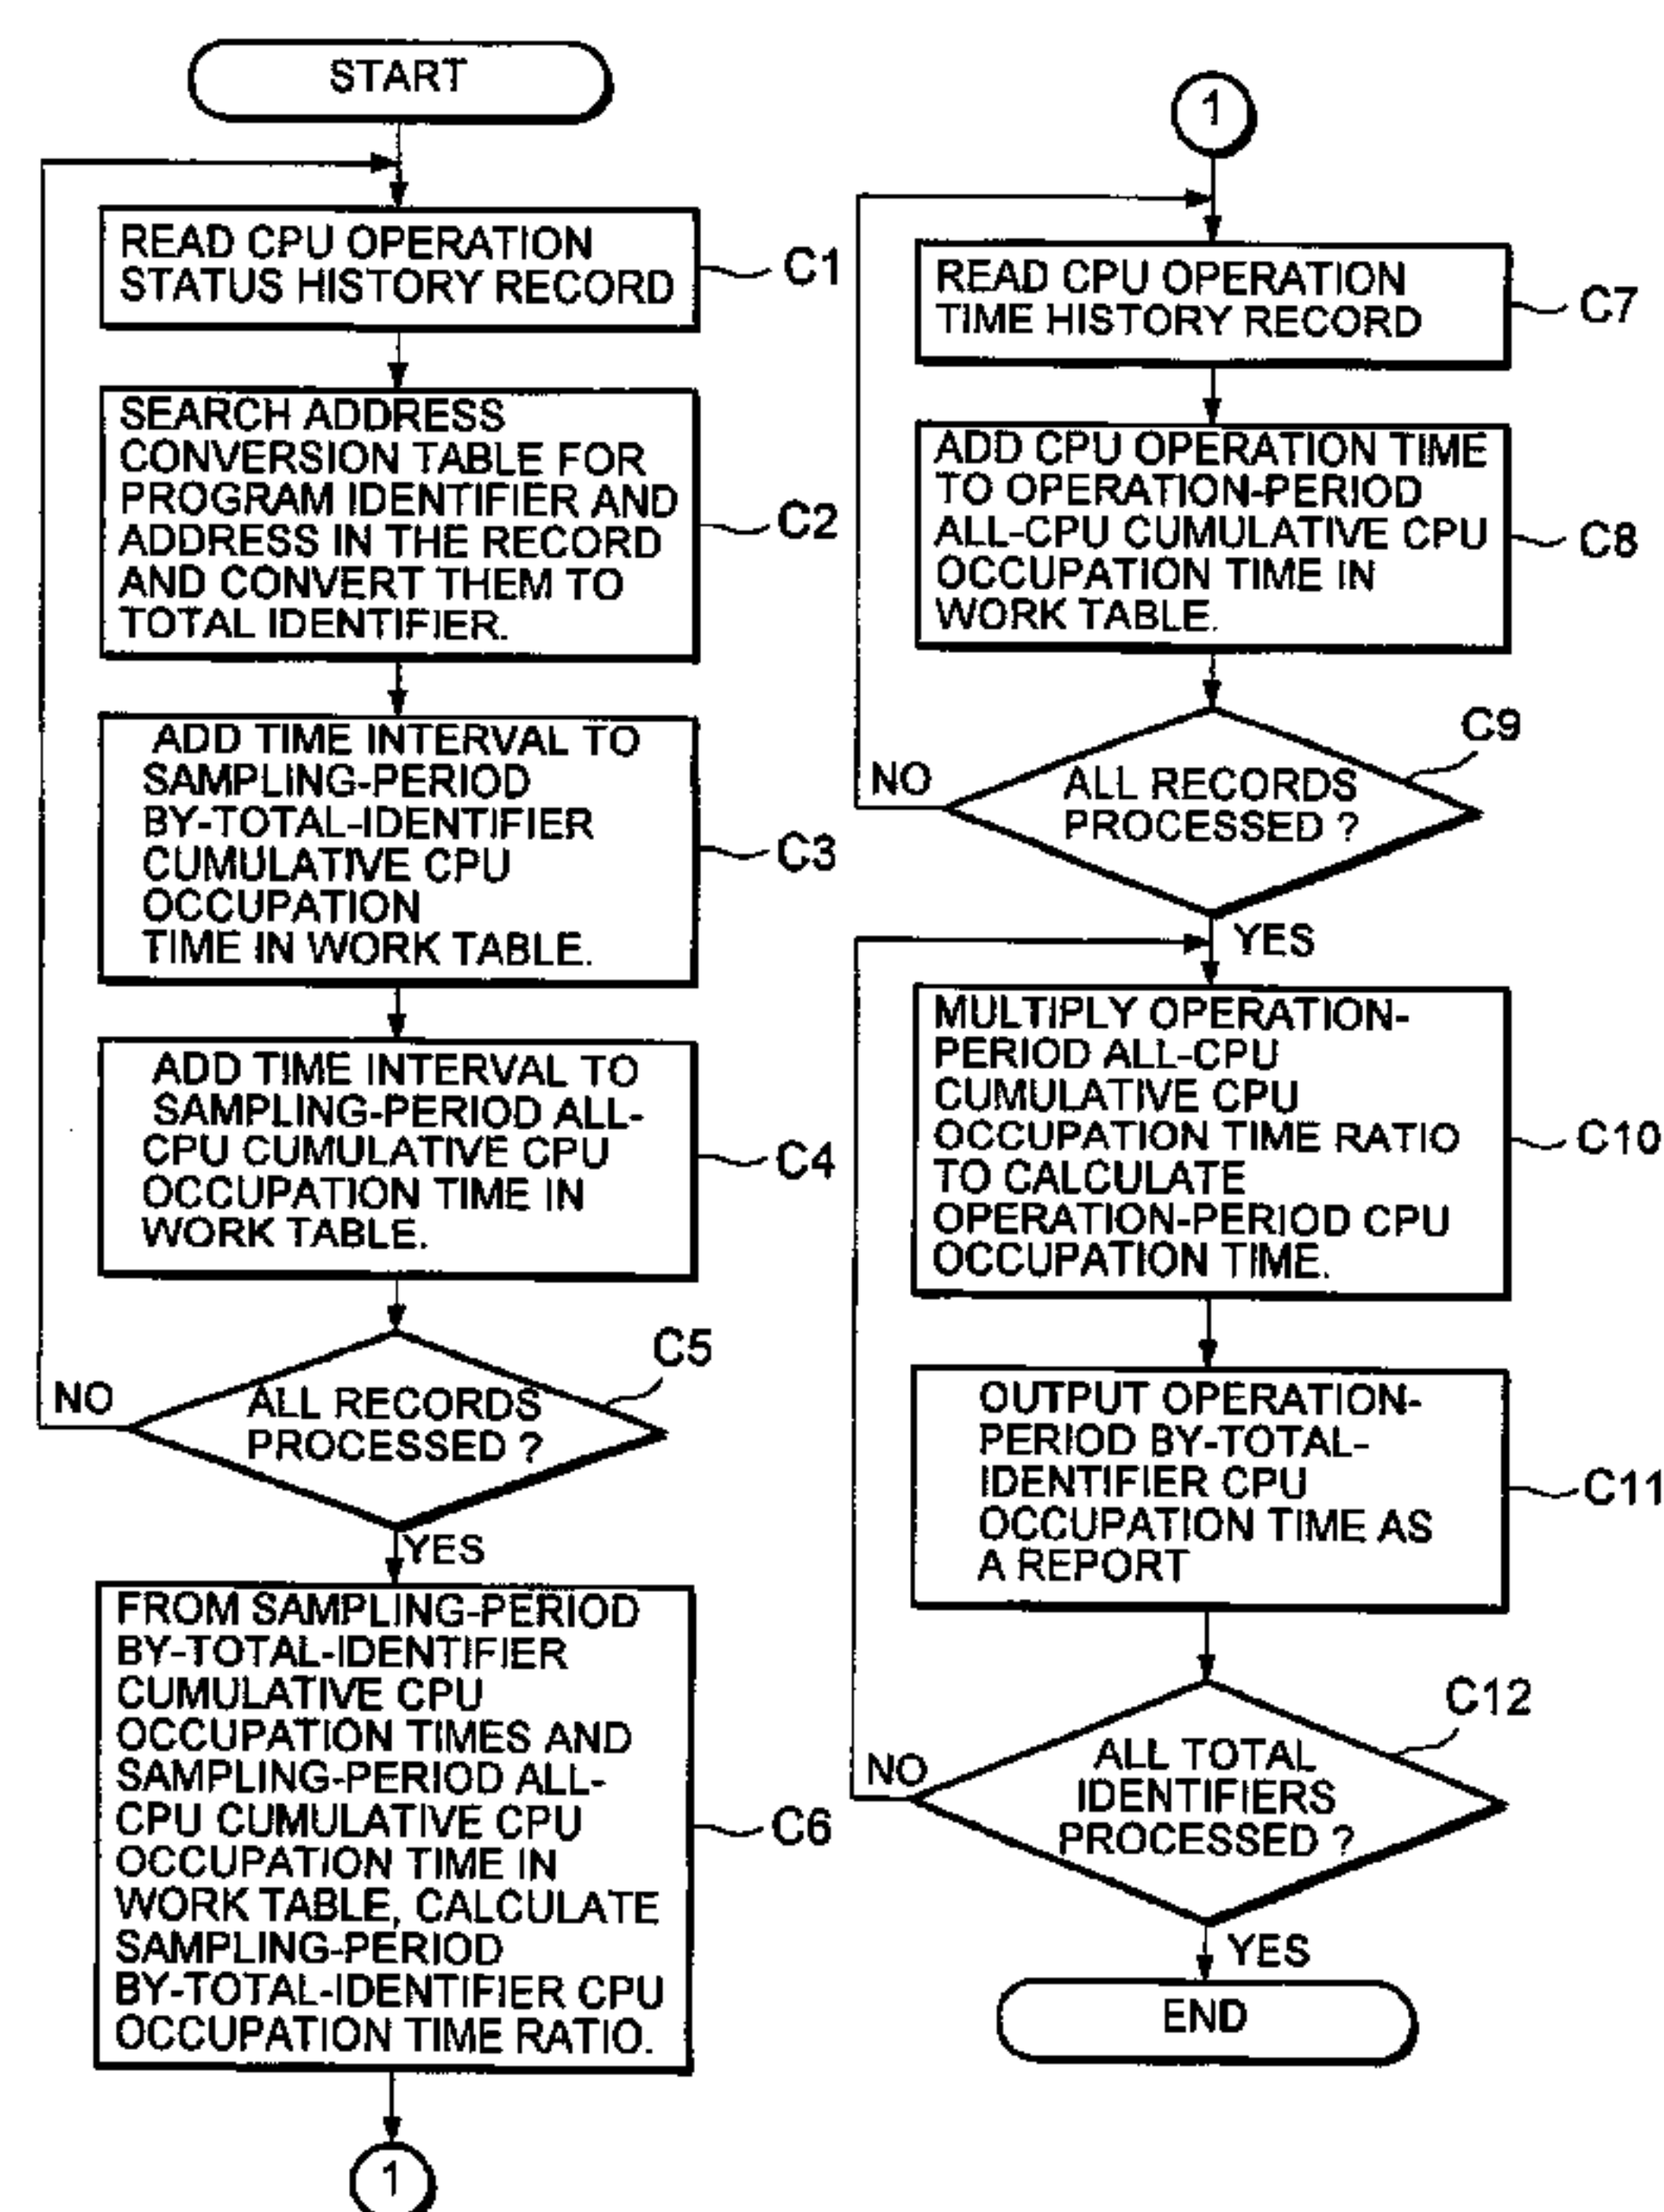 START
READ CPU OPERATION
STATUS HISTORY RECORD
C1
SEARCH ADDRESS
CONVERSION TABLE FOR
PROGRAM IDENTIFIER AND
ADDRESS IN THE RECORD
AND CONVERT THEM TO
TOTAL IDENTIFIER.
C2
ADD TIME INTERVAL TO
SAMPLING-PERIOD
BY-TOTAL-IDENTIFIER
CUMULATIVE CPU
OCCUPATION
TIME IN WORK TABLE.
C3
ADD TIME INTERVAL TO
SAMPLING-PERIOD ALL-
CPU CUMULATIVE CPU
OCCUPATION TIME IN
WORK TABLE.
C4
C5
NO
ALL RECORDS
PROCESSED ?
YES
FROM SAMPLING-PERIOD
BY-TOTAL-IDENTIFIER
CUMULATIVE CPU
OCCUPATION TIMES AND
SAMPLING-PERIOD ALL-
CPU CUMULATIVE CPU
OCCUPATION TIME IN
WORK TABLE, CALCULATE
SAMPLING-PERIOD
BY-TOTAL-IDENTIFIER CPU
OCCUPATION TIME RATIO.
C6
1
1
READ CPU OPERATION
TIME HISTORY RECORD
C7
ADD CPU OPERATION TIME
TO OPERATION-PERIOD
ALL-CPU CUMULATIVE CPU
OCCUPATION TIME IN
WORK TABLE.
C8
C9
NO
ALL RECORDS
PROCESSED ?
YES
MULTIPLY OPERATION-
PERIOD ALL-CPU
CUMULATIVE CPU
OCCUPATION TIME RATIO
TO CALCULATE
OPERATION-PERIOD CPU
OCCUPATION TIME.
C10
OUTPUT OPERATION-
PERIOD BY-TOTAL-
IDENTIFIER CPU
OCCUPATION TIME AS
A REPORT
C11
C12
NO
ALL TOTAL
IDENTIFIERS
PROCESSED ?
YES
END